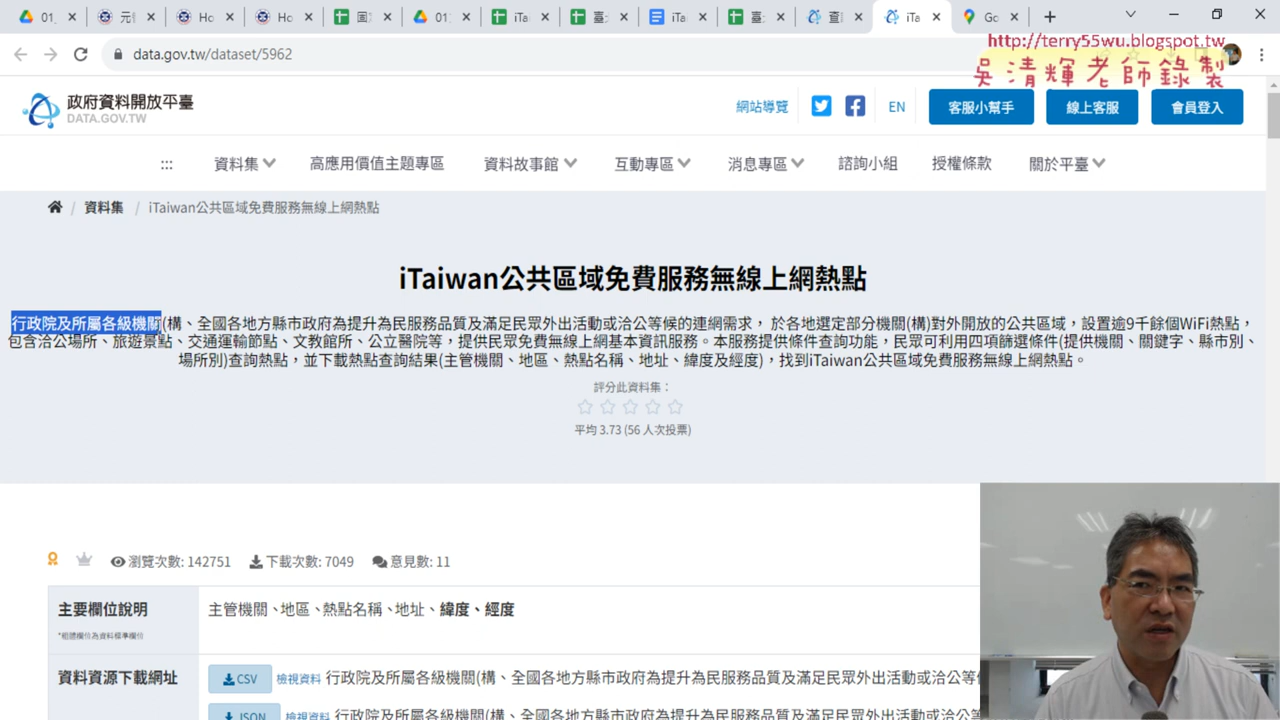 01_
元智
Ho
Ho
01:
iTai
iTai
查
iTa
Go
data.gov.tw/dataset/5962
http://terry55wu.blogspot.tw
吳清輝老師錄製
政府資料開放平臺
DATA.GOV.TW
網站導覽
EN
客服小幫手
線上客服
會員登入
:::
資料集
高應用價值主題專區
資料故事館
互動專區
消息專區
諮詢小組
授權條款
關於平臺
/ 資料集 / iTaiwan公共區域免費服務無線上網熱點
iTaiwan公共區域免費服務無線上網熱點
行政院及所屬各級機關(構、全國各地方縣市政府為提升為民服務品質及滿足民眾外出活動或洽公等候的連網需求， 於各地選定部分機關(構)對外開放的公共區域，設置逾9千餘個WiFi熱點，
包含洽公場所、旅遊景點、交通運輸節點、文教館所、公立醫院等，提供民眾免費無線上網基本資訊服務。本服務提供條件查詢功能，民眾可利用四項篩選條件(提供機關、關鍵字、縣市別、
場所別)查詢熱點，並下載熱點查詢結果(主管機關、地區、熱點名稱、地址、緯度及經度)，找到iTaiwan公共區域免費服務無線上網熱點。
評分此資料集：
平均 3.73 (56 人次投票)
瀏覽次數: 142751
下載次數: 7049
意見數: 11
主要欄位說明
*粗體欄位為資料標準欄位
主管機關、地區、熱點名稱、地址、緯度、經度
資料資源下載網址
CSV 檢視資料 行政院及所屬各級機關(構、全國各地方縣市政府為提升為民服務品質及滿足民眾外出活動或洽公等
JSON 檢視資料 行政院及所屬各級機關(構、全國各地方縣市政府為提升為民服務品質及滿足民眾外出活動或洽公等